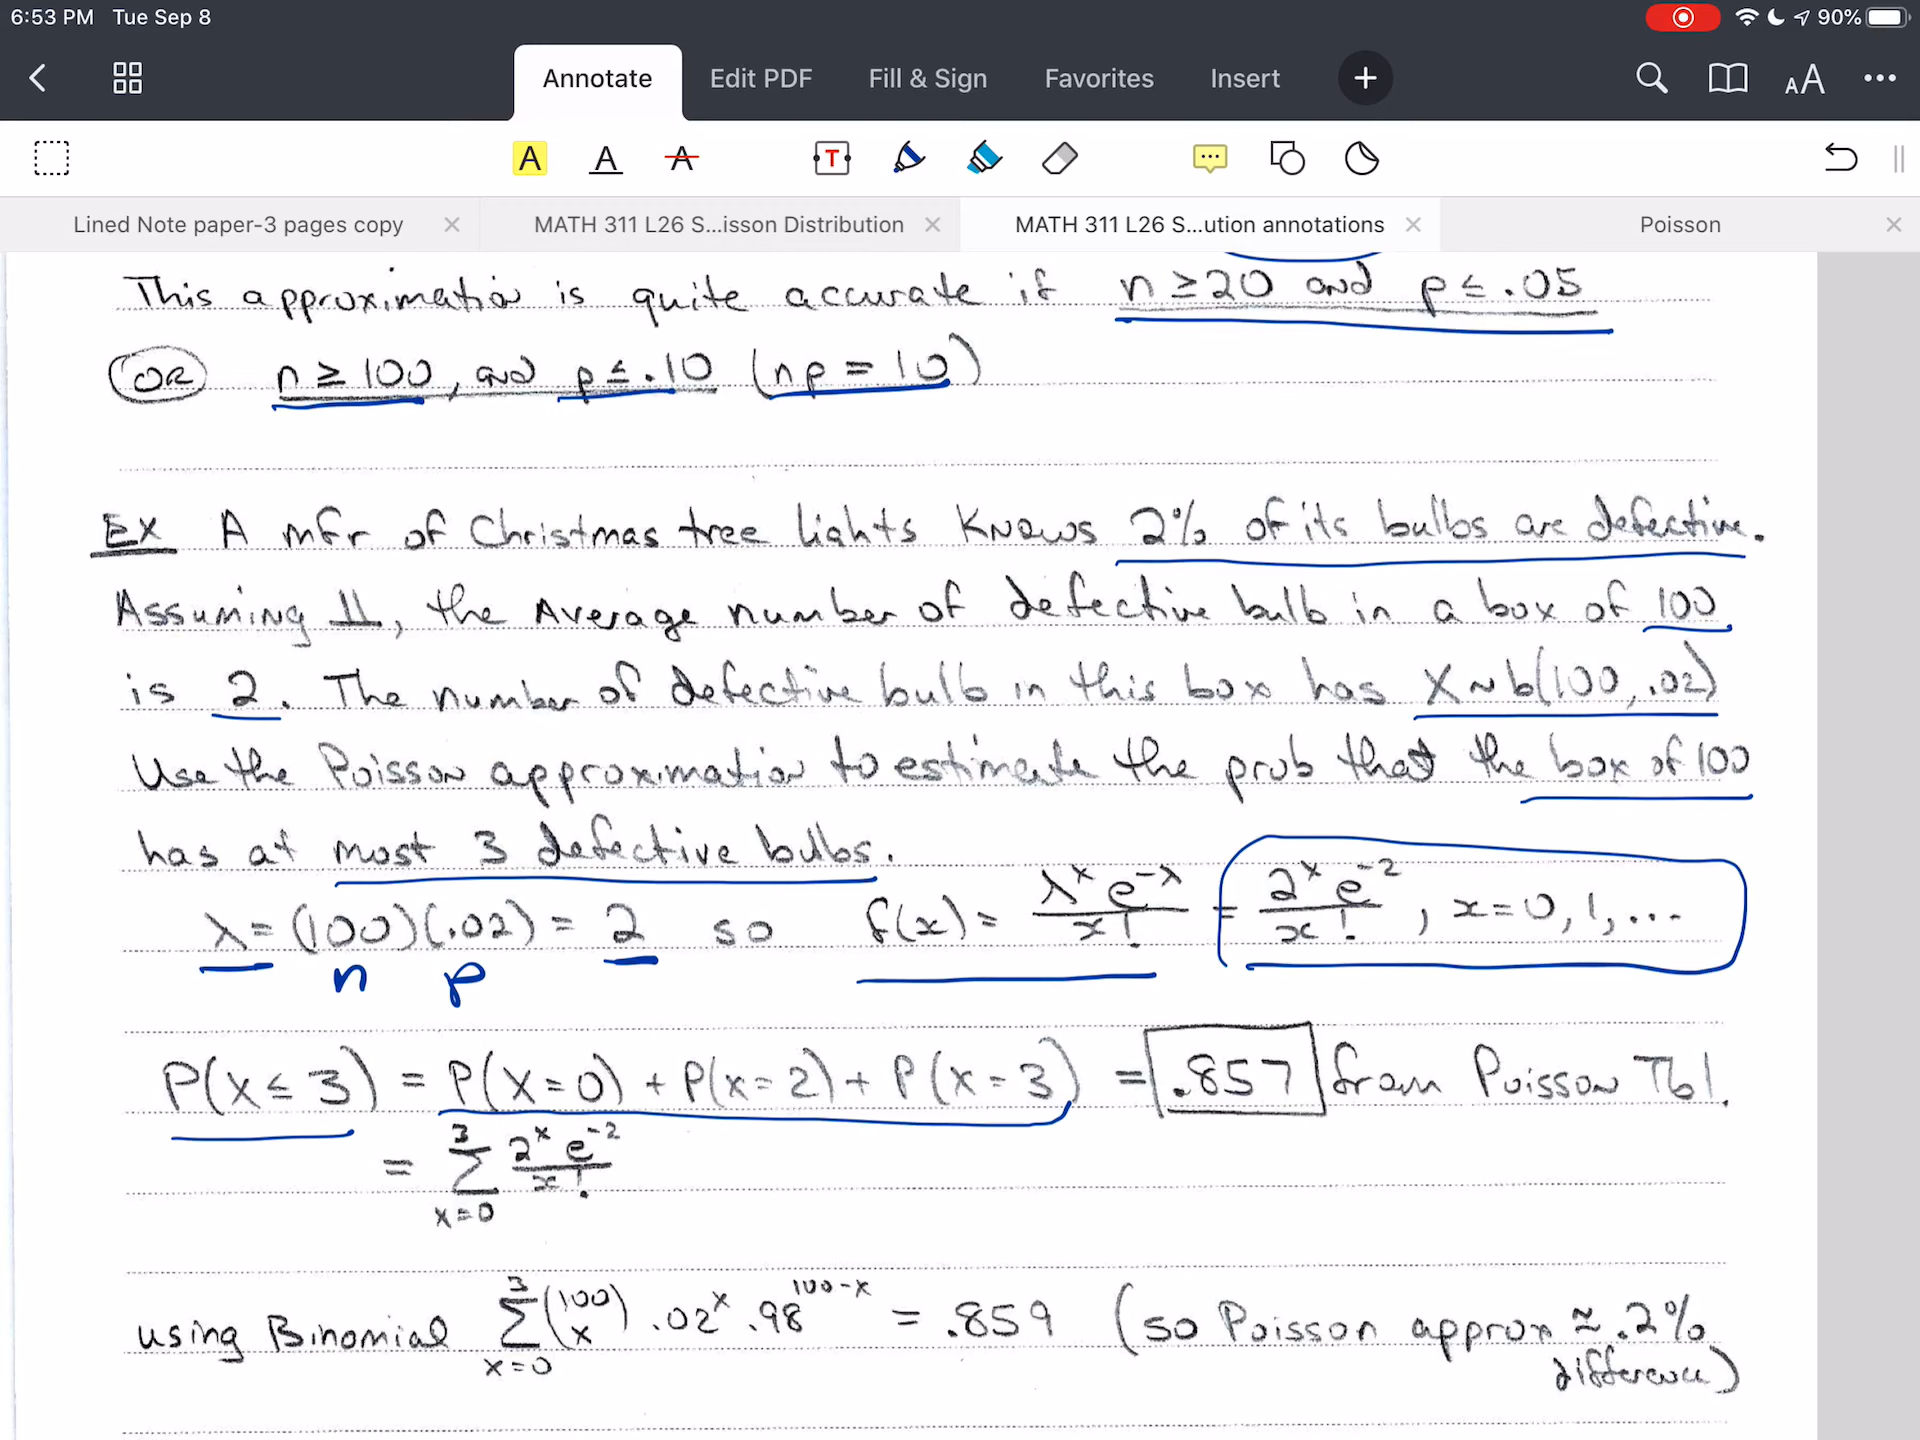 6:53 PM Tue Sep 8 90%
Annotate Edit PDF Fill & Sign Favorites Insert
Lined Note paper-3 pages copy MATH 311 L26 S...isson Distribution MATH 311 L26 S...ution annotations Poisson
This approximation is quite accurate if n ≥ 20 and p ≤ .05
OR n ≥ 100, and p ≤ .10 (np = 10)
EX A mfr of Christmas tree lights knows 2% of its bulbs are defective.
Assuming ⫫, the Average number of defective bulb in a box of 100
is 2. The number of defective bulb in this box has X ~ b(100, .02)
Use the Poisson approximation to estimate the prob that the box of 100
has at most 3 defective bulbs.
λ = (100)(.02) = 2 so f(x) = λ^x e^-λ / x! = 2^x e^-2 / x! , x = 0, 1, ...
n p
P(x ≤ 3) = P(X = 0) + P(x = 2) + P(x = 3) = .857 from Poisson Tbl.
= Σ_{x=0}^{3} 2^x e^-2 / x!
using Binomial Σ_{x=0}^{3} (100 x) .02^x .98^{100-x} = .859 (so Poisson approx ≈ .2%
difference)